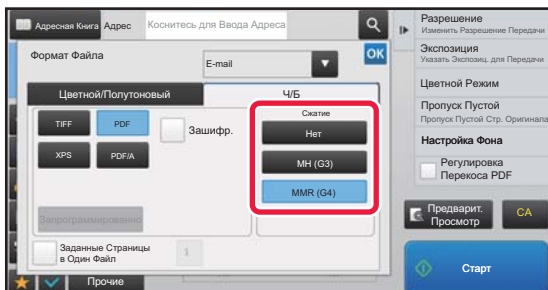 Адресная Книга
Адрес
Коснитесь для Ввода Адреса
Формат Файла
E-mail
OK
Цветной/Полутоновый
Ч/Б
TIFF
PDF
Зашифр.
XPS
PDF/A
Сжатие
Нет
MH (G3)
MMR (G4)
Запрограммированно
Заданные Страницы
в Один Файл
1
Прочие
Разрешение
Изменить Разрешение Передачи
Экспозиция
Указать Экспозиц. для Передачи
Цветной Режим
Пропуск Пустой
Пропуск Пустой Стр. Оригинала
Настройка Фона
Регулировка
Перекоса PDF
Предварит.
Просмотр
CA
Старт